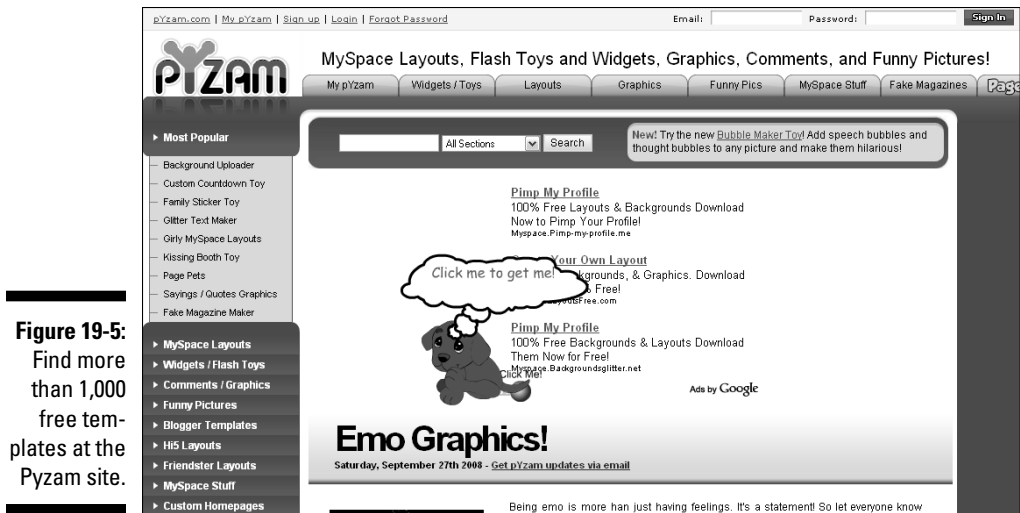 pYzam.com | My pYzam | Sign up | Login | Forgot Password
Email:
Password:
Sign In
pYzam
MySpace Layouts, Flash Toys and Widgets, Graphics, Comments, and Funny Pictures!
My pYzam
Widgets / Toys
Layouts
Graphics
Funny Pics
MySpace Stuff
Fake Magazines
Most Popular
Background Uploader
Custom Countdown Toy
Family Sticker Toy
Glitter Text Maker
Girly MySpace Layouts
Kissing Booth Toy
Page Pets
Sayings / Quotes Graphics
Fake Magazine Maker
MySpace Layouts
Widgets / Flash Toys
Comments / Graphics
Funny Pictures
Blogger Templates
Hi5 Layouts
Friendster Layouts
MySpace Stuff
Custom Homepages
All Sections
Search
New! Try the new Bubble Maker Toy! Add speech bubbles and
thought bubbles to any picture and make them hilarious!
Pimp My Profile
100% Free Layouts & Backgrounds Download
Now to Pimp Your Profile!
Myspace.Pimp-my-profile.me
Your Own Layout
& Graphics. Download
Free!
Click me to get me!
Pimp My Profile
100% Free Backgrounds & Layouts Download
Them Now for Free!
Myspace.Backgroundsglitter.net
Click Me!
Ads by Google
Emo Graphics!
Saturday, September 27th 2008 - Get pYzam updates via email
Being emo is more han just having feelings. It's a statement! So let everyone know
Figure 19-5:
Find more
than 1,000
free tem-
plates at the
Pyzam site.